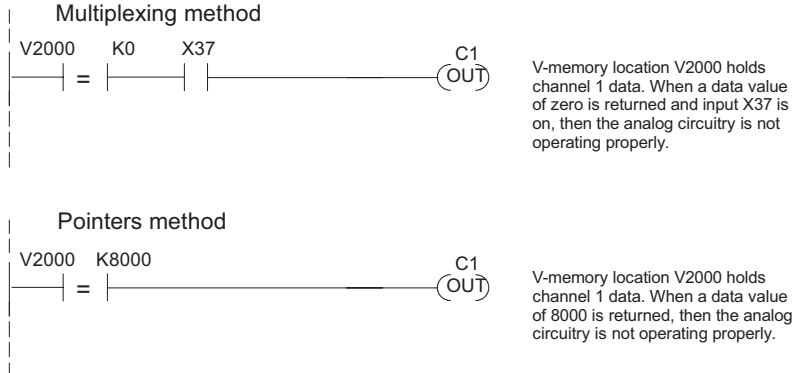 Multiplexing method
V2000 K0 X37 C1
= OUT
V-memory location V2000 holds
channel 1 data. When a data value
of zero is returned and input X37 is
on, then the analog circuitry is not
operating properly.
Pointers method
V2000 K8000 C1
= OUT
V-memory location V2000 holds
channel 1 data. When a data value
of 8000 is returned, then the analog
circuitry is not operating properly.